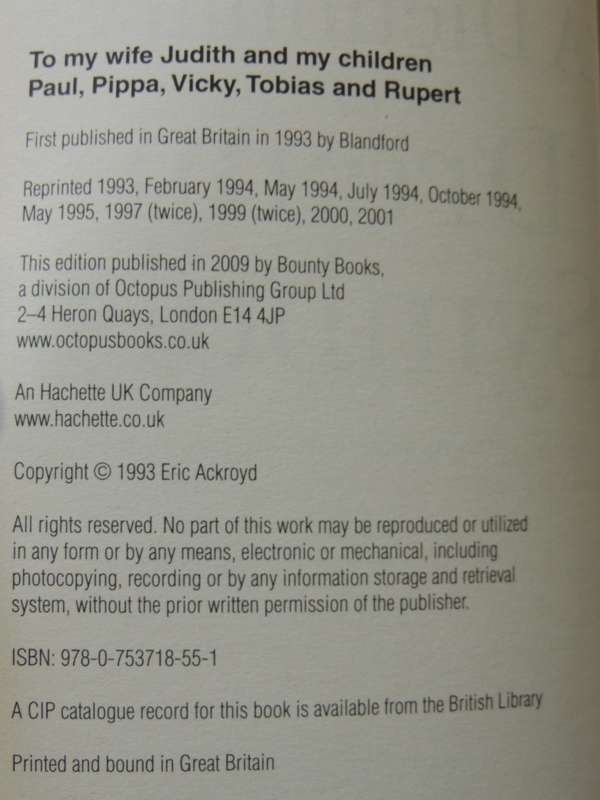 To my wife Judith and my children
Paul, Pippa, Vicky, Tobias and Rupert
First published in Great Britain in 1993 by Blandford
Reprinted 1993, February 1994, May 1994, July 1994, October 1994,
May 1995, 1997 (twice), 1999 (twice), 2000, 2001
This edition published in 2009 by Bounty Books,
a division of Octopus Publishing Group Ltd
2–4 Heron Quays, London E14 4JP
www.octopusbooks.co.uk
An Hachette UK Company
www.hachette.co.uk
Copyright © 1993 Eric Ackroyd
All rights reserved. No part of this work may be reproduced or utilized
in any form or by any means, electronic or mechanical, including
photocopying, recording or by any information storage and retrieval
system, without the prior written permission of the publisher.
ISBN: 978-0-753718-55-1
A CIP catalogue record for this book is available from the British Library
Printed and bound in Great Britain